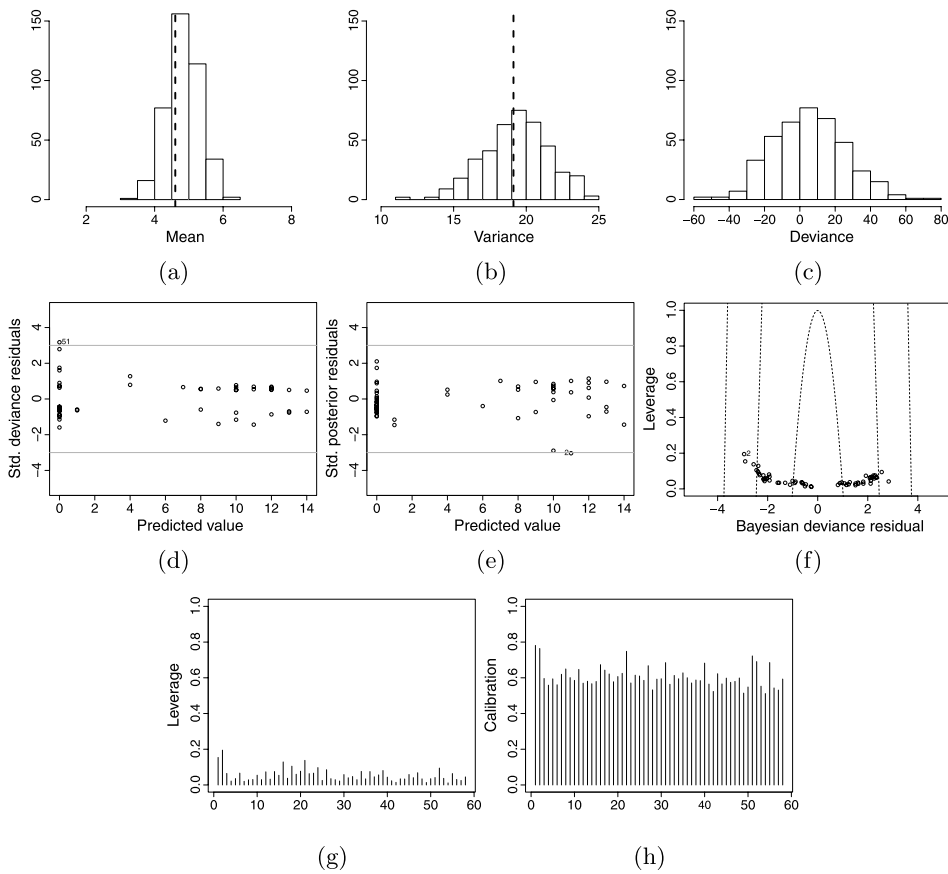 150
100
50
0
2 4 6 8
Mean
(a)
150
100
50
0
10 15 20 25
Variance
(b)
150
100
50
0
−60 −40 −20 0 20 40 60 80
Deviance
(c)
4
2
0
−2
−4
51
0 2 4 6 8 10 12 14
Std. deviance residuals
Predicted value
(d)
4
2
0
−2
−4
2
0 2 4 6 8 10 12 14
Std. posterior residuals
Predicted value
(e)
1.0
0.8
0.6
0.4
0.2
0.0
2
−4 −2 0 2 4
Leverage
Bayesian deviance residual
(f)
1.0
0.8
0.6
0.4
0.2
0.0
Leverage
0 10 20 30 40 50 60
(g)
1.0
0.8
0.6
0.4
0.2
0.0
Calibration
0 10 20 30 40 50 60
(h)